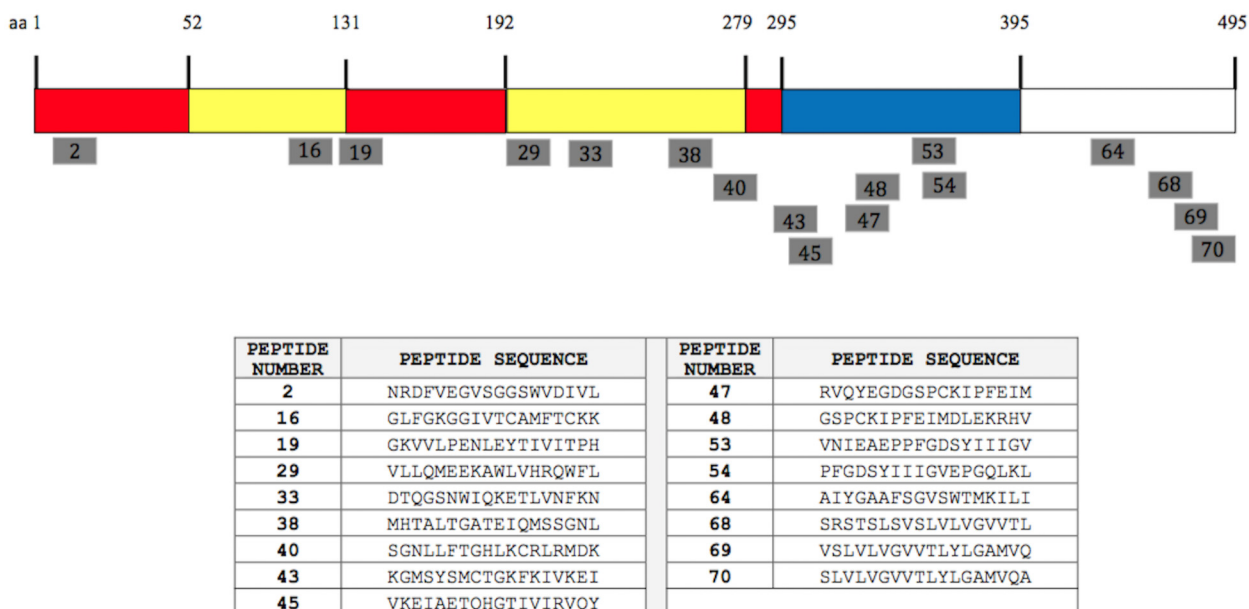 aa 1 52 131 192 279 295 395 495
2 16 19 29 33 38 53 64
40 48 54 68
43 47 69
45 70
PEPTIDE NUMBER PEPTIDE SEQUENCE PEPTIDE NUMBER PEPTIDE SEQUENCE
2 NRDFVEGVSGGSWVDIVL 47 RVQYEGDGSPCKIPFEIM
16 GLFGKGGIVTCAMFTCKK 48 GSPCKIPFEIMDLEKRHV
19 GKVVLPENLEYTIVITPH 53 VNIEAEPPFGDSYIIIGV
29 VLLQMEEKAWLVHRQWFL 54 PFGDSYIIIGVEPGQLKL
33 DTQGSNWIQKETLVNFKN 64 AIYGAAFSGVSWTMKILI
38 MHTALTGATEIQMSSGNL 68 SRSTSLSVSLVLVGVVTL
40 SGNLLFTGHLKCRLRMDK 69 VSLVLVGVVTLYLGAMVQ
43 KGMSYSMCTGKFKIVKEI 70 SLVLVGVVTLYLGAMVQA
45 VKEIAETQHGTIVIRVQY